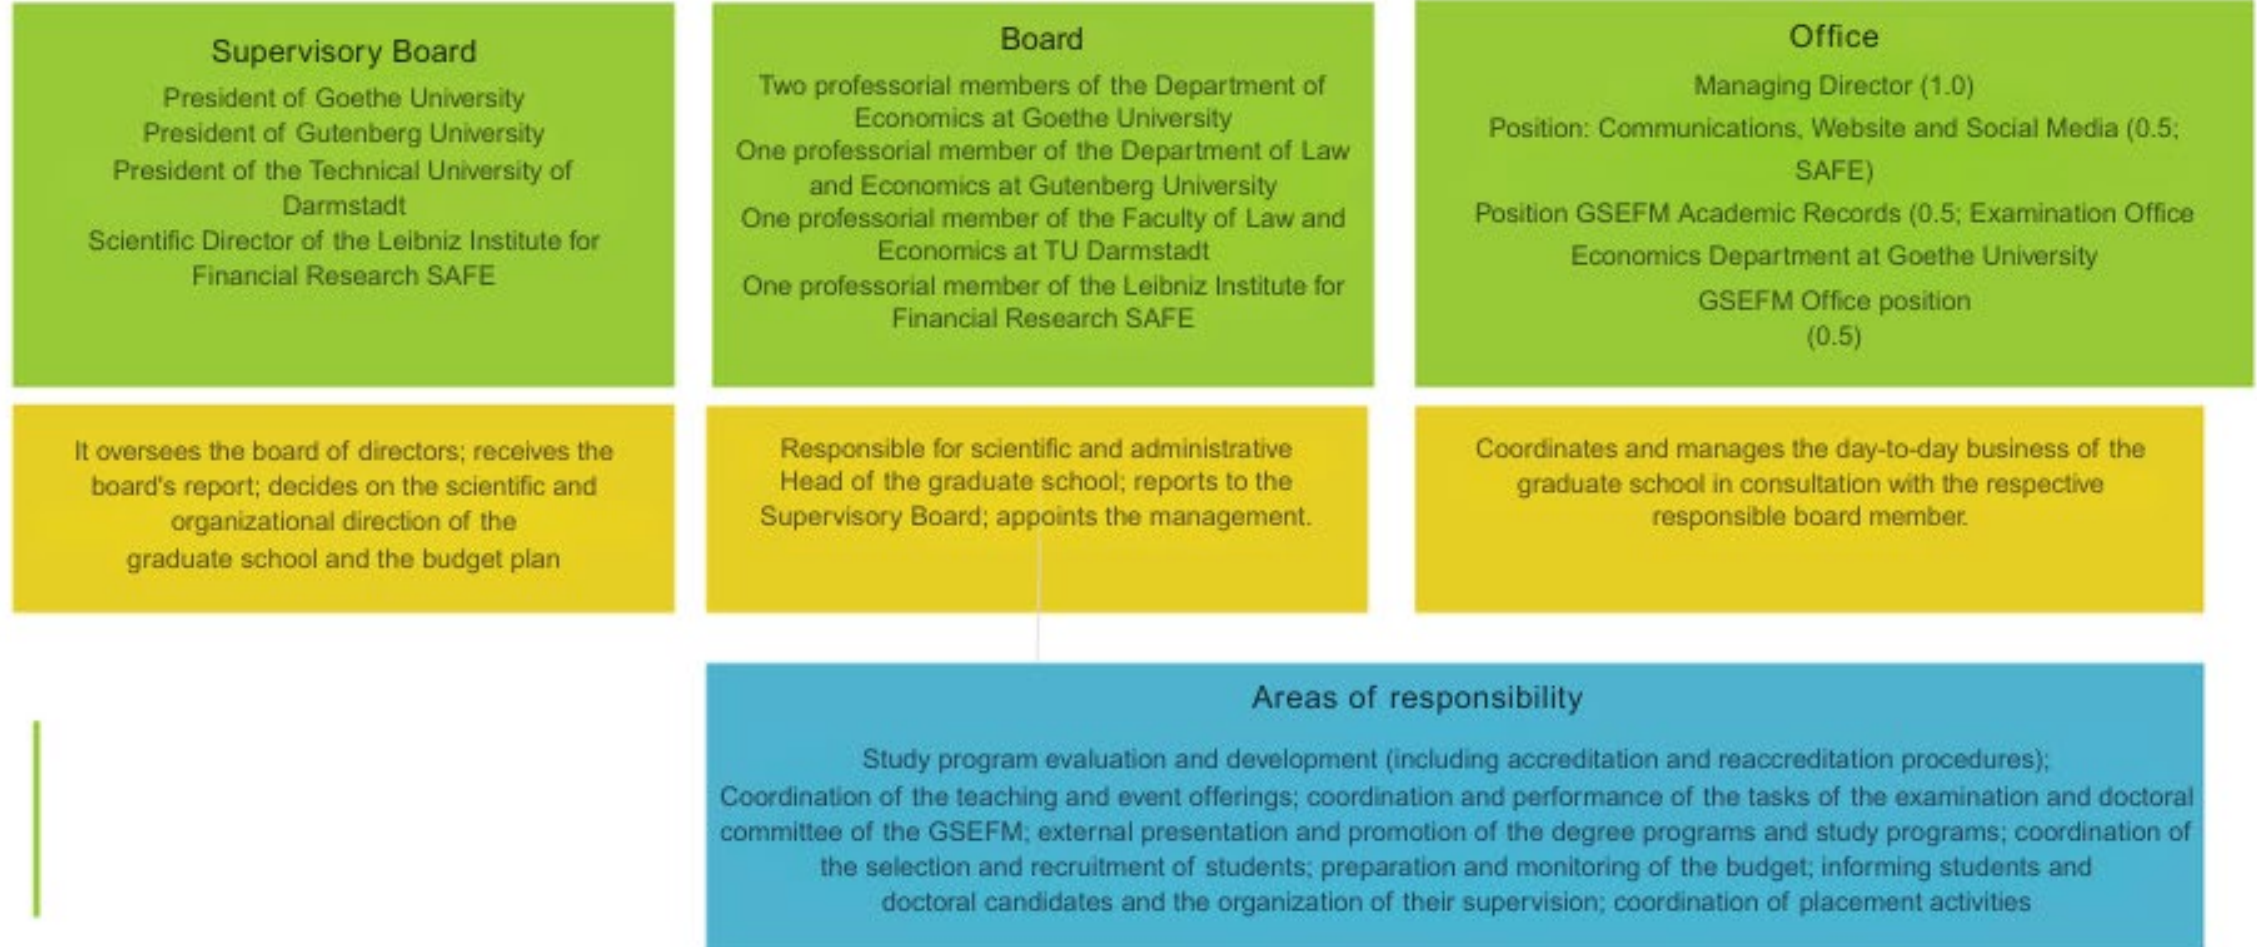 Supervisory Board
President of Goethe University
President of Gutenberg University
President of the Technical University of
Darmstadt
Scientific Director of the Leibniz Institute for
Financial Research SAFE
Board
Two professorial members of the Department of
Economics at Goethe University
One professorial member of the Department of Law
and Economics at Gutenberg University
One professorial member of the Faculty of Law and
Economics at TU Darmstadt
One professorial member of the Leibniz Institute for
Financial Research SAFE
Office
Managing Director (1.0)
Position: Communications, Website and Social Media (0.5;
SAFE)
Position GSEFM Academic Records (0.5; Examination Office
Economics Department at Goethe University
GSEFM Office position
(0.5)
It oversees the board of directors; receives the
board's report; decides on the scientific and
organizational direction of the
graduate school and the budget plan
Responsible for scientific and administrative
Head of the graduate school; reports to the
Supervisory Board; appoints the management.
Coordinates and manages the day-to-day business of the
graduate school in consultation with the respective
responsible board member.
Areas of responsibility
Study program evaluation and development (including accreditation and reaccreditation procedures);
Coordination of the teaching and event offerings; coordination and performance of the tasks of the examination and doctoral
committee of the GSEFM; external presentation and promotion of the degree programs and study programs; coordination of
the selection and recruitment of students; preparation and monitoring of the budget; informing students and
doctoral candidates and the organization of their supervision; coordination of placement activities